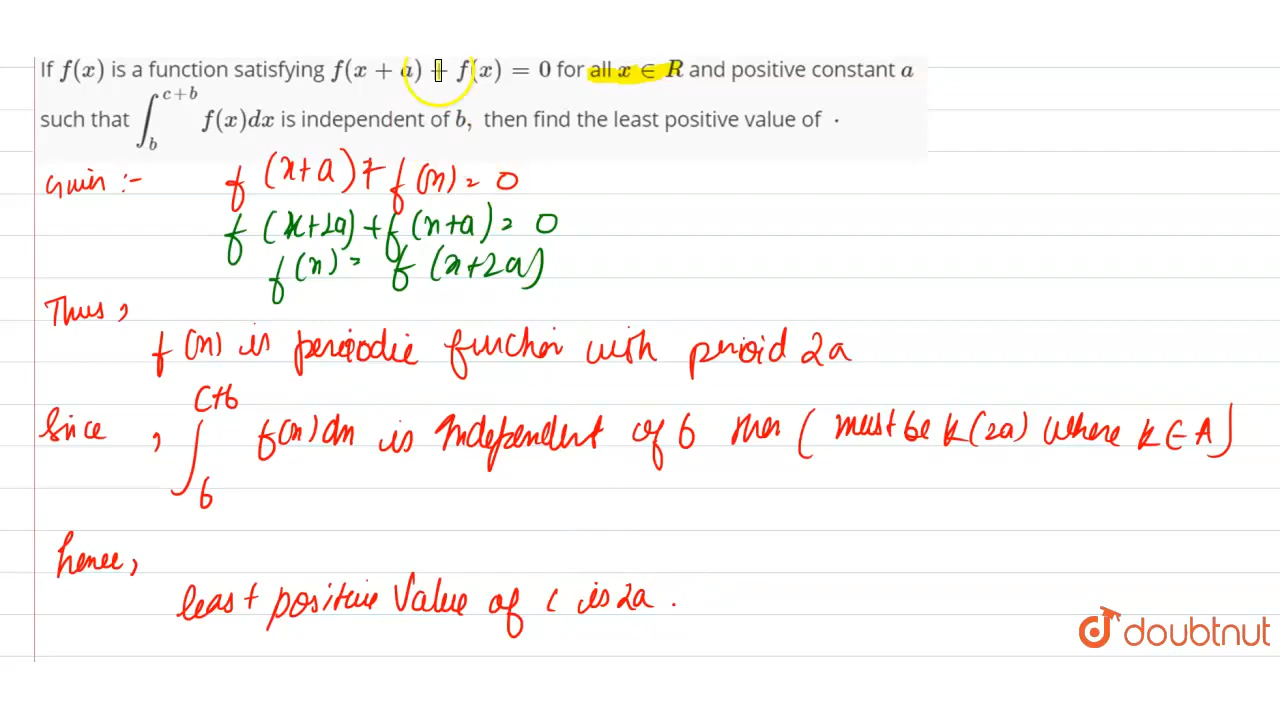 If f(x) is a function satisfying f(x + a) + f(x) = 0 for all x ∈ R and positive constant a
such that ∫_b^{c+b} f(x)dx is independent of b, then find the least positive value of ·
Given :- f(x+a) + f(x) = 0
f(x+2a) + f(x+a) = 0
f(x) = f(x+2a)
Thus,
f(x) is periodic function with period 2a
Since, ∫_b^{c+b} f(x) dx is independent of b then ( must be k(2a) where k ∈ A)
hence,
least positive value of c is 2a.
doubtnut